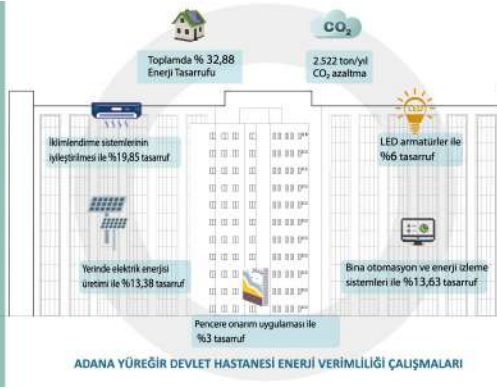 Toplamda % 32,88
Enerji Tasarrufu
CO₂
2.522 ton/yıl
CO₂ azaltma
İklimlendirme sistemlerinin
iyileştirilmesi ile %19,85 tasarruf
LED
LED armatürler ile
%6 tasarruf
Yerinde elektrik enerjisi
üretimi ile %13,38 tasarruf
Bina otomasyon ve enerji izleme
sistemleri ile %13,63 tasarruf
Pencere onarım uygulaması ile
%3 tasarruf
ADANA YÜREĞİR DEVLET HASTANESİ ENERJİ VERİMLİLİĞİ ÇALIŞMALARI